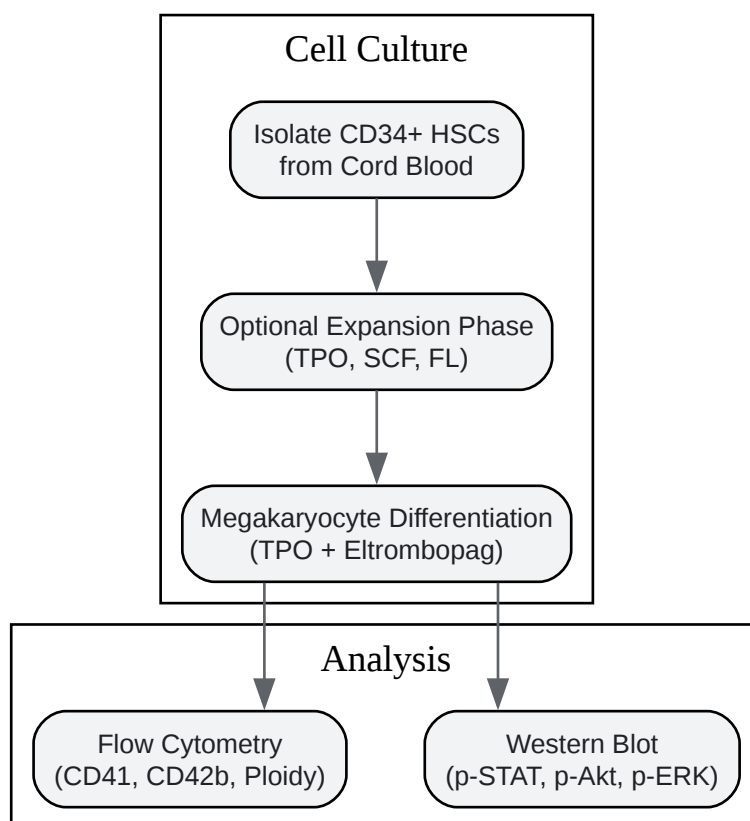 Cell Culture
Isolate CD34+ HSCs
from Cord Blood
Optional Expansion Phase
(TPO, SCF, FL)
Megakaryocyte Differentiation
(TPO + Eltrombopag)
Analysis
Flow Cytometry
(CD41, CD42b, Ploidy)
Western Blot
(p-STAT, p-Akt, p-ERK)